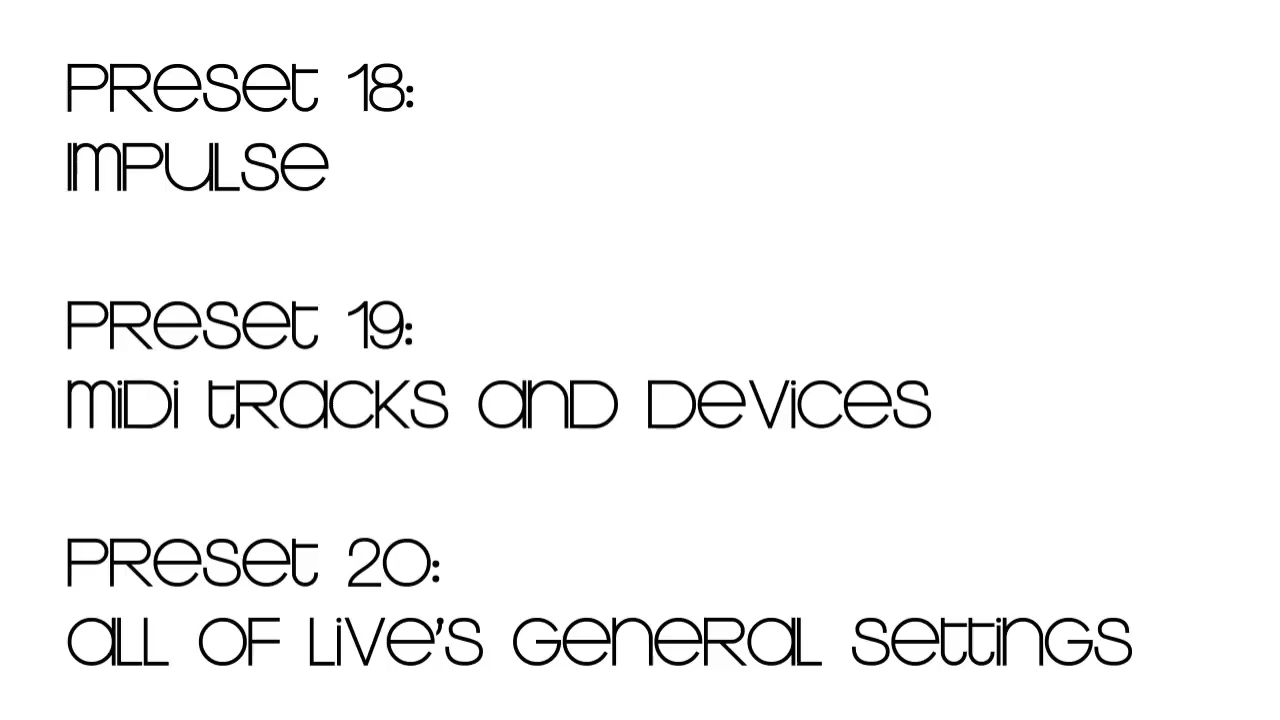 Preset 18:
Impulse
Preset 19:
MiDi tracks and Devices
Preset 20:
All of Live's General Settings